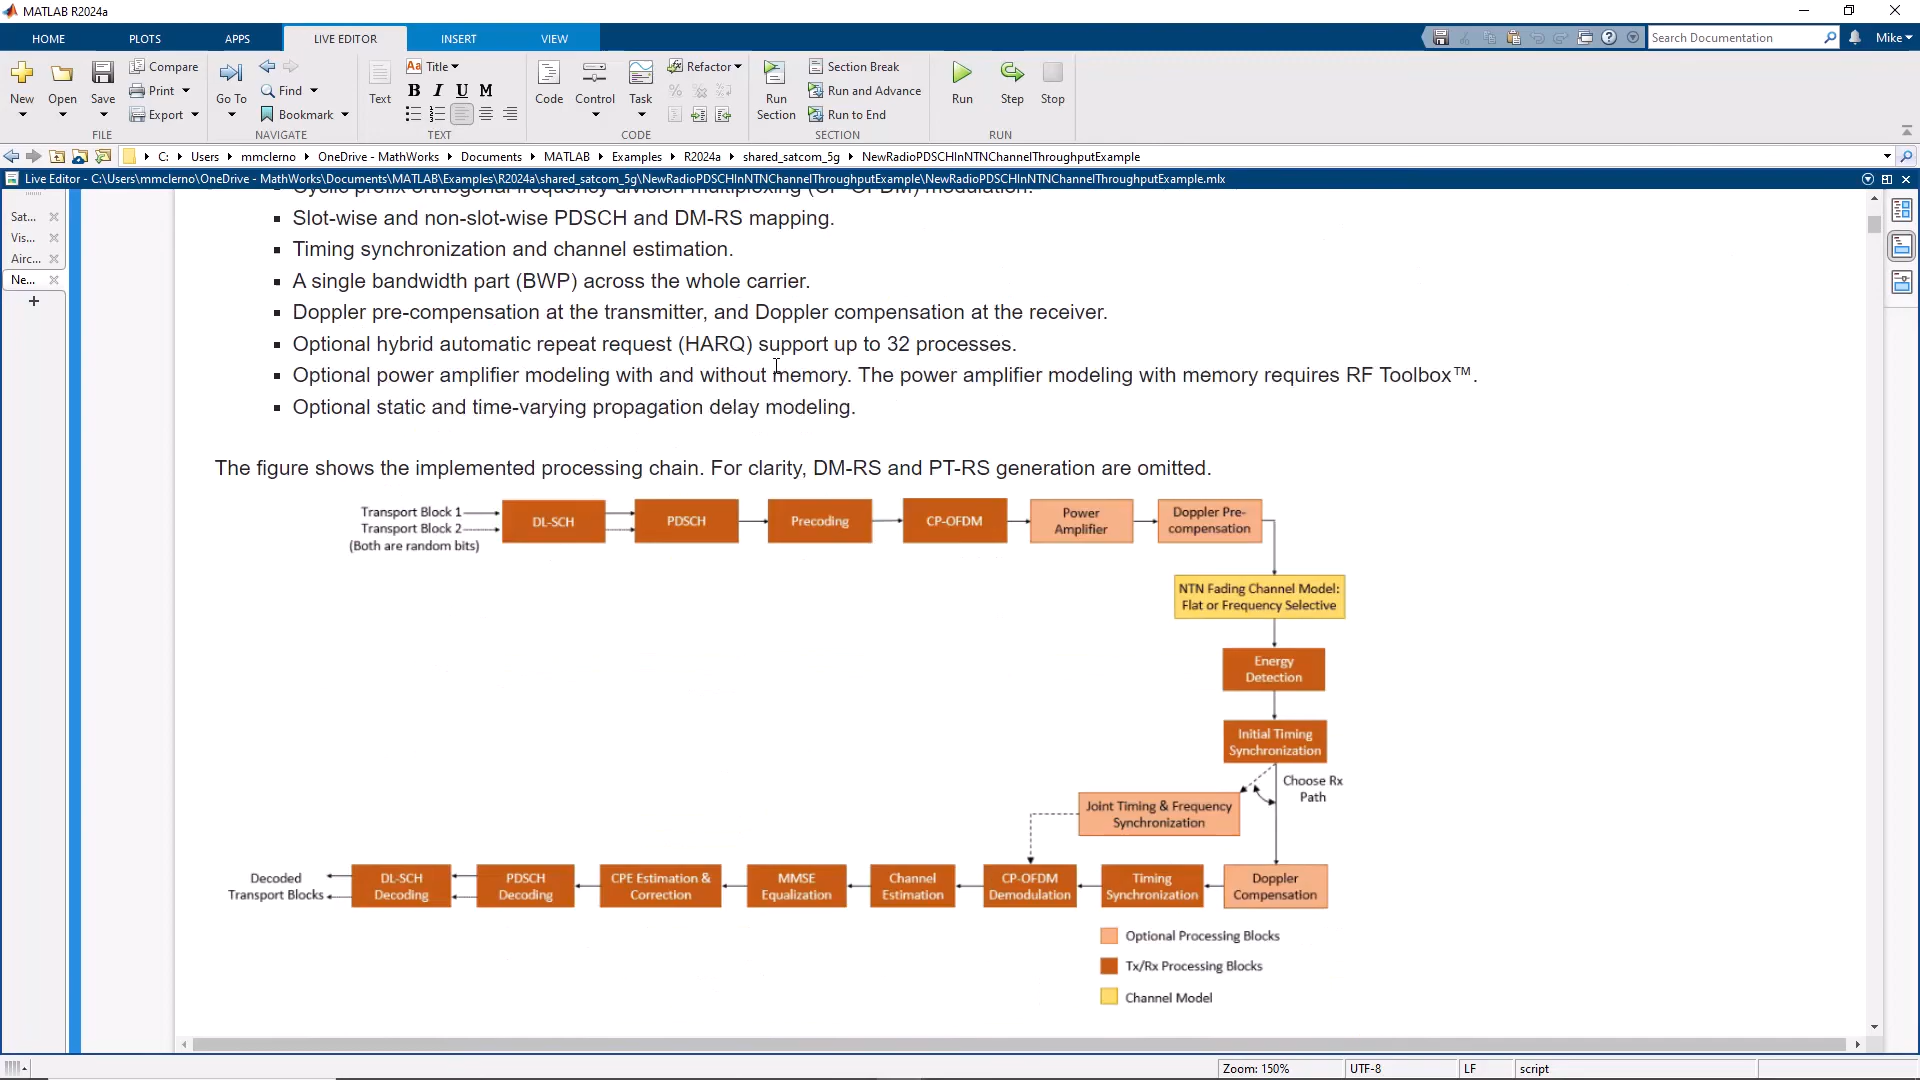 MATLAB R2024a
HOME PLOTS APPS LIVE EDITOR INSERT VIEW
Search Documentation Mike
New Open Save Compare Print Export
FILE
Go To Find Bookmark
NAVIGATE
Text Aa Title B I U M
TEXT
Code Control Task Refactor
CODE
Run Section Section Break Run and Advance Run to End
SECTION
Run Step Stop
RUN
C: Users mmclerno OneDrive - MathWorks Documents MATLAB Examples R2024a shared_satcom_5g NewRadioPDSCHInNTNChannelThroughputExample
Live Editor - C:\Users\mmclerno\OneDrive - MathWorks\Documents\MATLAB\Examples\R2024a\shared_satcom_5g\NewRadioPDSCHInNTNChannelThroughputExample\NewRadioPDSCHInNTNChannelThroughputExample.mlx
Sat...
Vis...
Airc...
Ne...
+
Cyclic prefix orthogonal frequency division multiplexing (CP-OFDM) modulation.
Slot-wise and non-slot-wise PDSCH and DM-RS mapping.
Timing synchronization and channel estimation.
A single bandwidth part (BWP) across the whole carrier.
Doppler pre-compensation at the transmitter, and Doppler compensation at the receiver.
Optional hybrid automatic repeat request (HARQ) support up to 32 processes.
Optional power amplifier modeling with and without memory. The power amplifier modeling with memory requires RF Toolbox™.
Optional static and time-varying propagation delay modeling.
The figure shows the implemented processing chain. For clarity, DM-RS and PT-RS generation are omitted.
Transport Block 1
Transport Block 2
(Both are random bits)
DL-SCH
PDSCH
Precoding
CP-OFDM
Power
Amplifier
Doppler Pre-
compensation
NTN Fading Channel Model:
Flat or Frequency Selective
Energy
Detection
Initial Timing
Synchronization
Choose Rx
Path
Joint Timing & Frequency
Synchronization
Decoded
Transport Blocks
DL-SCH
Decoding
PDSCH
Decoding
CPE Estimation &
Correction
MMSE
Equalization
Channel
Estimation
CP-OFDM
Demodulation
Timing
Synchronization
Doppler
Compensation
Optional Processing Blocks
Tx/Rx Processing Blocks
Channel Model
Zoom: 150% UTF-8 LF script